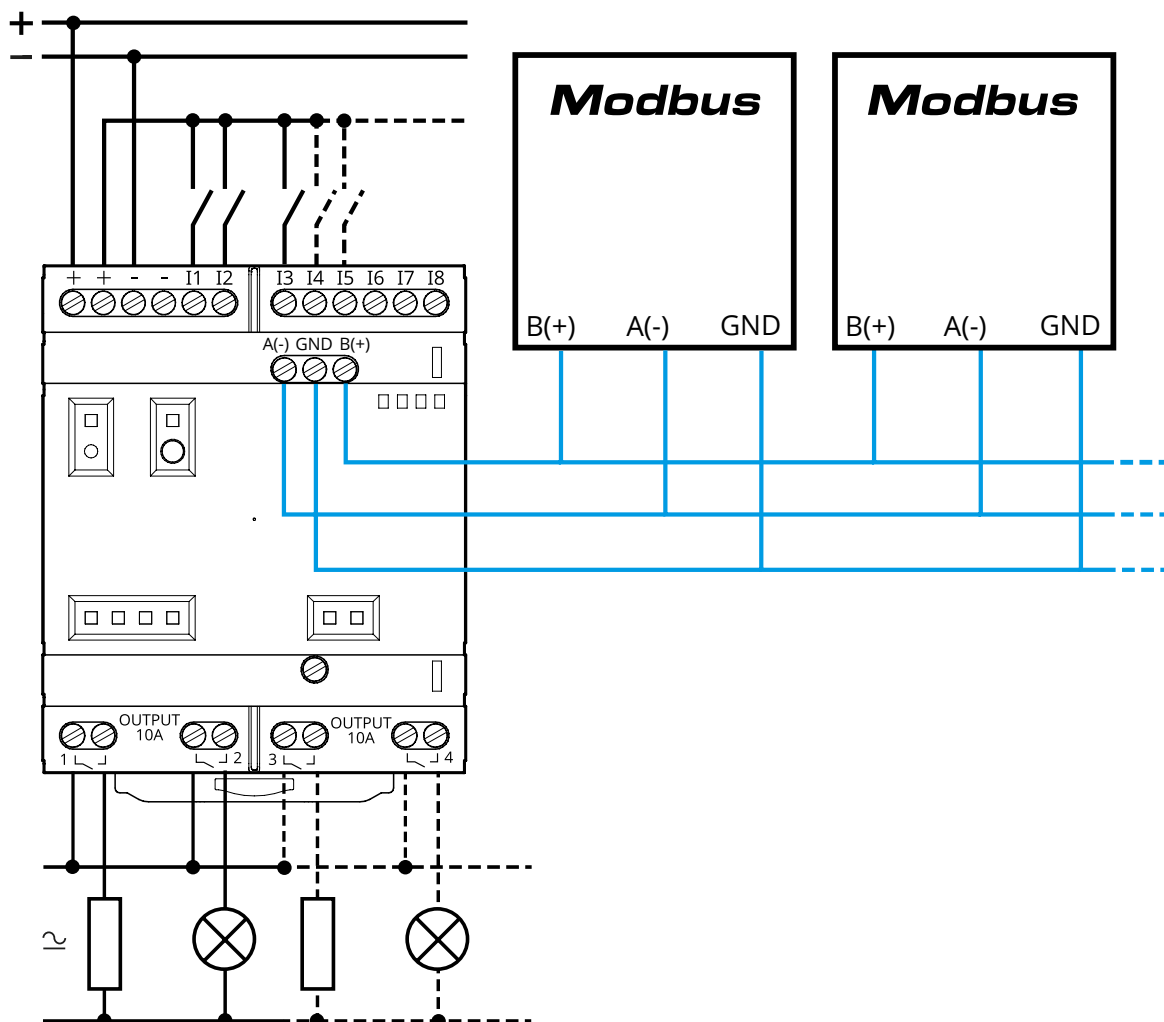 +
−
Modbus Modbus
+ + - - I1 I2 I3 I4 I5 I6 I7 I8
B(+) A(-) GND B(+) A(-) GND
A(-) GND B(+)
OUTPUT OUTPUT
10A 10A
1 2 3 4